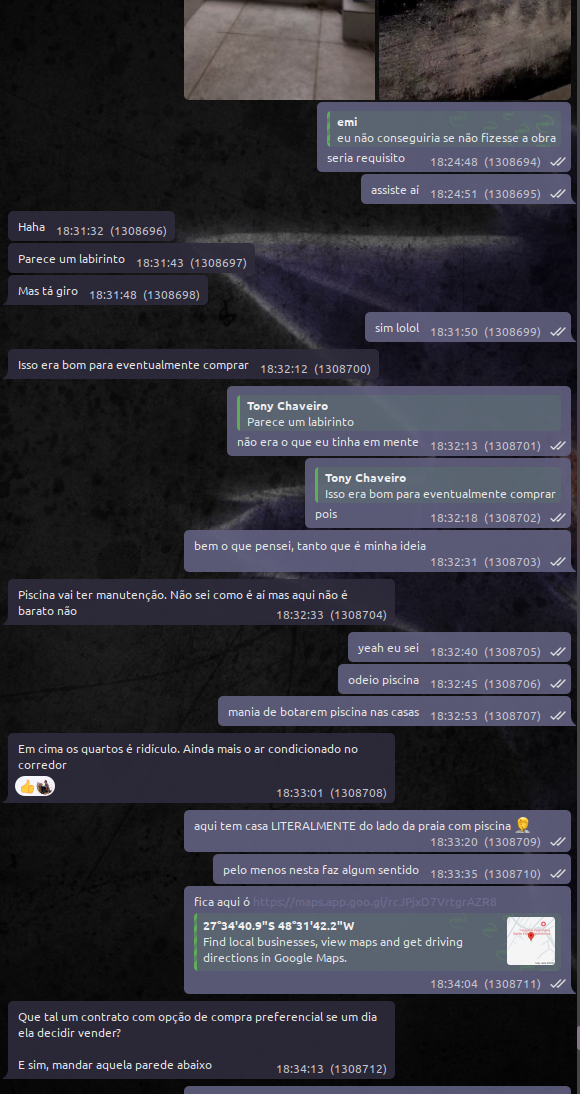 emi
eu não conseguiria se não fizesse a obra
seria requisito 18:24:48 (1308694)
assiste aí 18:24:51 (1308695)
Haha 18:31:32 (1308696)
Parece um labirinto 18:31:43 (1308697)
Mas tá giro 18:31:48 (1308698)
sim lolol 18:31:50 (1308699)
Isso era bom para eventualmente comprar 18:32:12 (1308700)
Tony Chaveiro
Parece um labirinto
não era o que eu tinha em mente 18:32:13 (1308701)
Tony Chaveiro
Isso era bom para eventualmente comprar
pois 18:32:18 (1308702)
bem o que pensei, tanto que é minha ideia
18:32:31 (1308703)
Piscina vai ter manutenção. Não sei como é aí mas aqui não é
barato não 18:32:33 (1308704)
yeah eu sei 18:32:40 (1308705)
odeio piscina 18:32:45 (1308706)
mania de botarem piscina nas casas 18:32:53 (1308707)
Em cima os quartos é ridículo. Ainda mais o ar condicionado no
corredor
👍 18:33:01 (1308708)
aqui tem casa LITERALMENTE do lado da praia com piscina 🤦
18:33:20 (1308709)
pelo menos nesta faz algum sentido 18:33:35 (1308710)
fica aqui ó https://maps.app.goo.gl/rcJPjxD7VrtgrAZR8
27°34'40.9"S 48°31'42.2"W
Find local businesses, view maps and get driving
directions in Google Maps.
18:34:04 (1308711)
Que tal um contrato com opção de compra preferencial se um dia
ela decidir vender?
E sim, mandar aquela parede abaixo 18:34:13 (1308712)